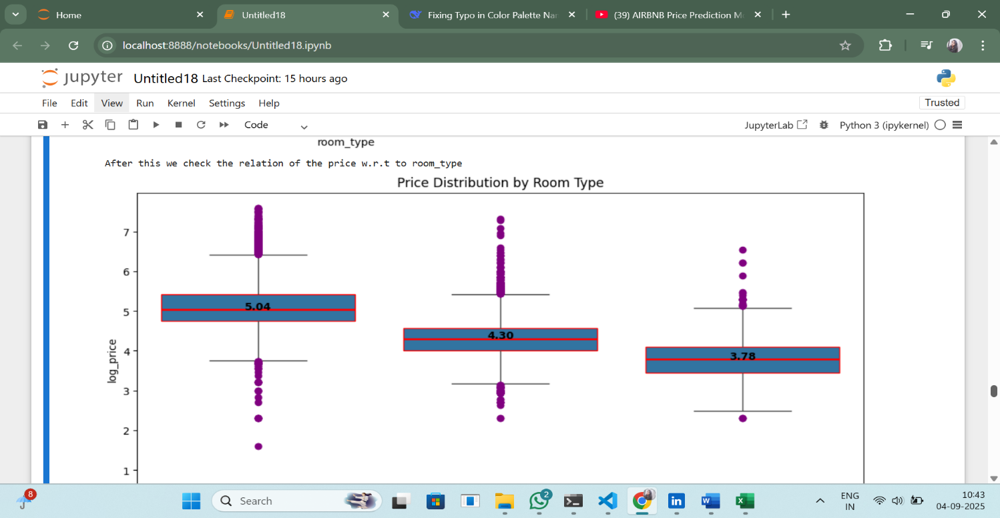 Home
Untitled18
Fixing Typo in Color Palette Na
(39) AIRBNB Price Prediction M
localhost:8888/notebooks/Untitled18.ipynb
jupyter Untitled18 Last Checkpoint: 15 hours ago
File Edit View Run Kernel Settings Help
Trusted
Code
JupyterLab
Python 3 (ipykernel)
room_type
After this we check the relation of the price w.r.t to room_type
Price Distribution by Room Type
7
6
5
4
3
2
1
log_price
5.04
4.30
3.78
8
Search
2
ENG
IN
10:43
04-09-2025